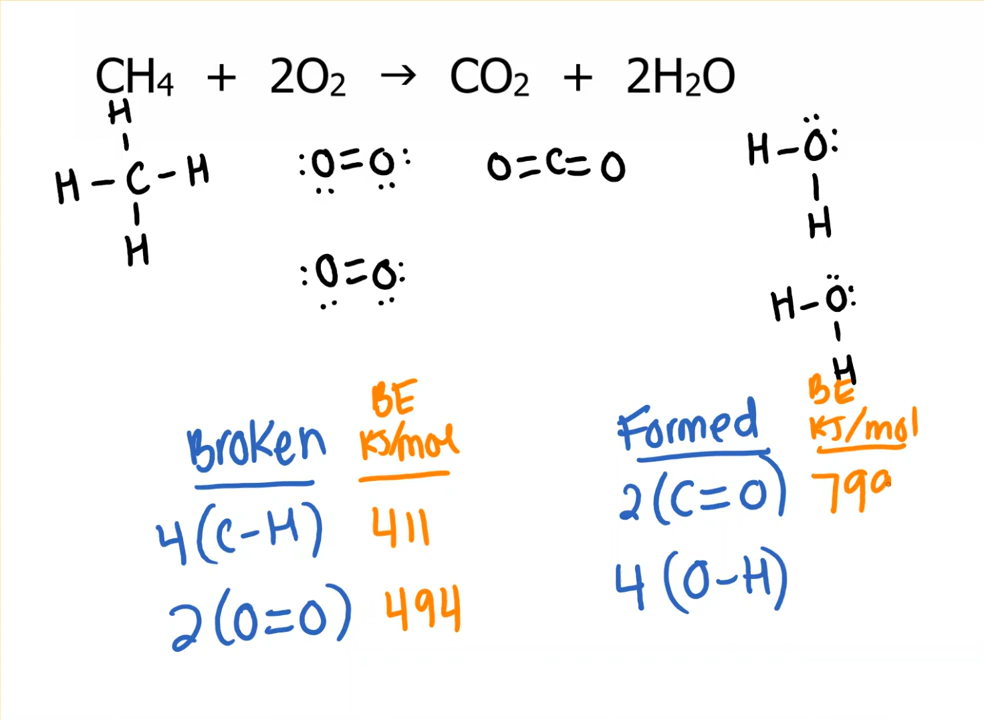 CH4 + 2O2 → CO2 + 2H2O
H
H–C–H
H
:O=O:
:O=O:
O=C=O
H–O:
H
H–O:
H
Broken
BE
KJ/mol
4(C–H) 411
2(O=O) 494
Formed
BE
KJ/mol
2(C=O) 799
4(O–H)